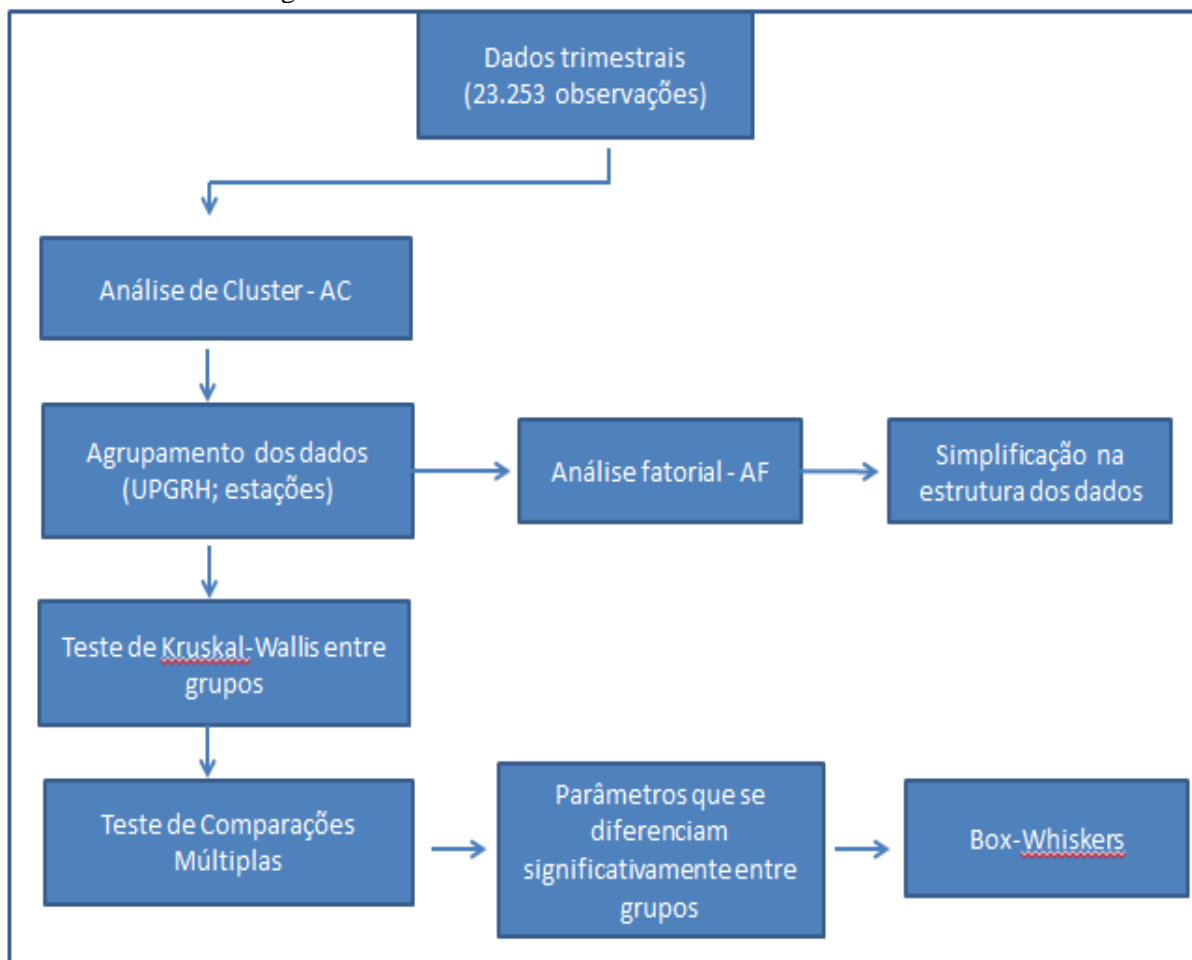 Dados trimestrais
(23.253 observações)
Análise de Cluster - AC
Agrupamento dos dados
(UPGRH; estações)
Análise fatorial - AF
Simplificação na
estrutura dos dados
Teste de Kruskal-Wallis entre
grupos
Teste de Comparações
Múltiplas
Parâmetros que se
diferenciam
significativamente entre
grupos
Box-Whiskers